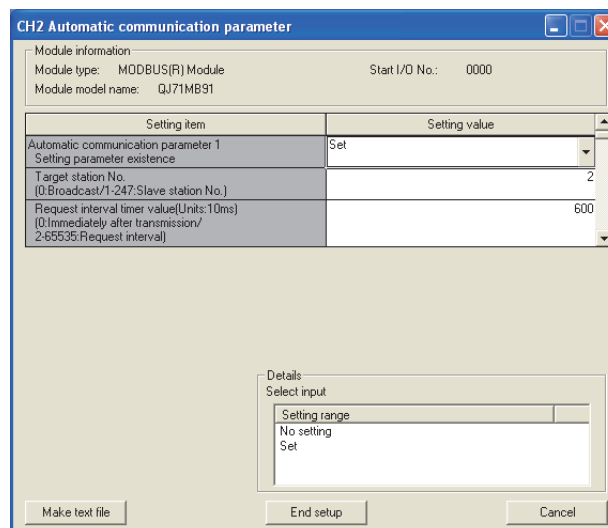 CH2 Automatic communication parameter
Module information
Module type: MODBUS(R) Module Start I/O No.: 0000
Module model name: QJ71MB91
Setting item Setting value
Automatic communication parameter 1 Set
Setting parameter existence
Target station No. 2
(0:Broadcast/1-247:Slave station No.)
Request interval timer value(Units:10ms) 600
(0:Immediately after transmission/
2-65535:Request interval)
Details
Select input
Setting range
No setting
Set
Make text file End setup Cancel